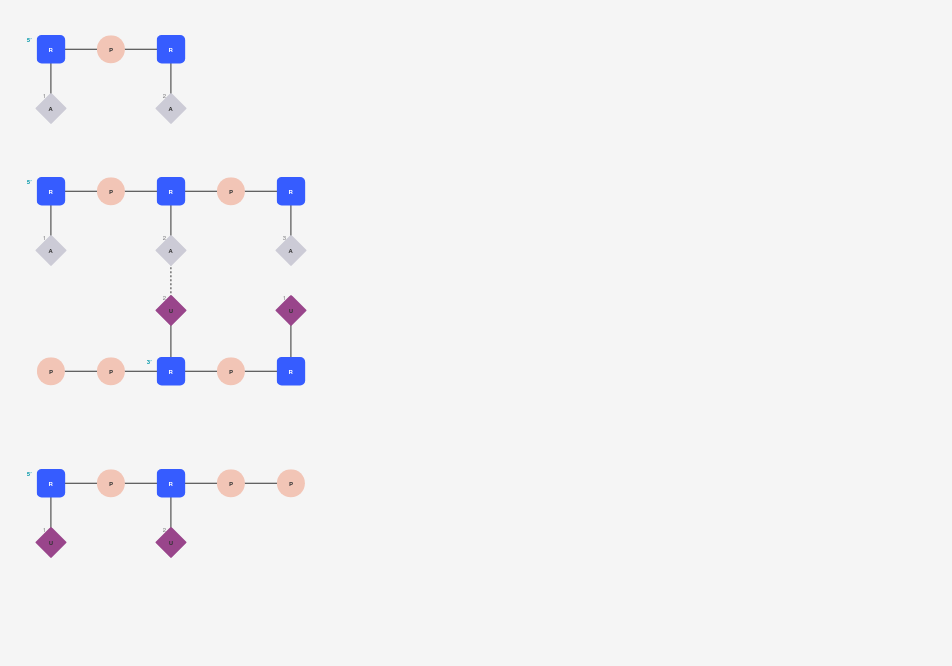 5'
R P R
1 2
A A
5'
R P R P R
1 2 3
A A A
2 1
U U
3'
P P R P R
5'
R P R P P
1 2
U U